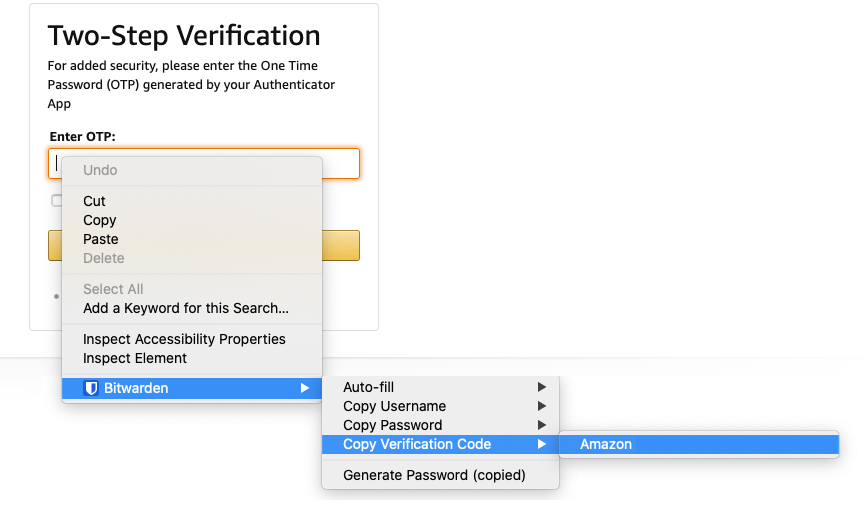 Two-Step Verification
For added security, please enter the One Time
Password (OTP) generated by your Authenticator
App
Enter OTP:
Undo
Cut
Copy
Paste
Delete
Select All
Add a Keyword for this Search...
Inspect Accessibility Properties
Inspect Element
Bitwarden
Auto-fill
Copy Username
Copy Password
Copy Verification Code
Amazon
Generate Password (copied)